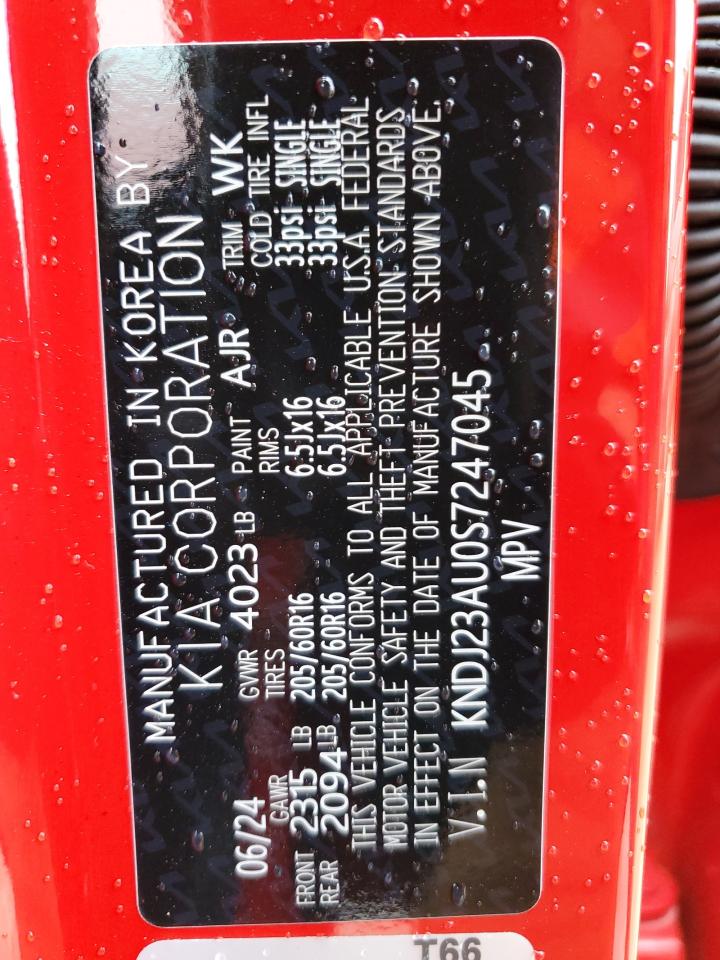 MANUFACTURED IN KOREA BY
KIA CORPORATION
06/24 GVWR 4023 LB PAINT AJR TRIM WK
GAWR TIRES RIMS COLD TIRE INFL
FRONT 2315 LB 205/60R16 6.5JX16 33psi SINGLE
REAR 2094 LB 205/60R16 6.5JX16 33psi SINGLE
THIS VEHICLE CONFORMS TO ALL APPLICABLE U.S.A. FEDERAL
MOTOR VEHICLE SAFETY AND THEFT PREVENTION STANDARDS
IN EFFECT ON THE DATE OF MANUFACTURE SHOWN ABOVE.
V.I.N KNDJ23AU0S7247045
MPV
T66